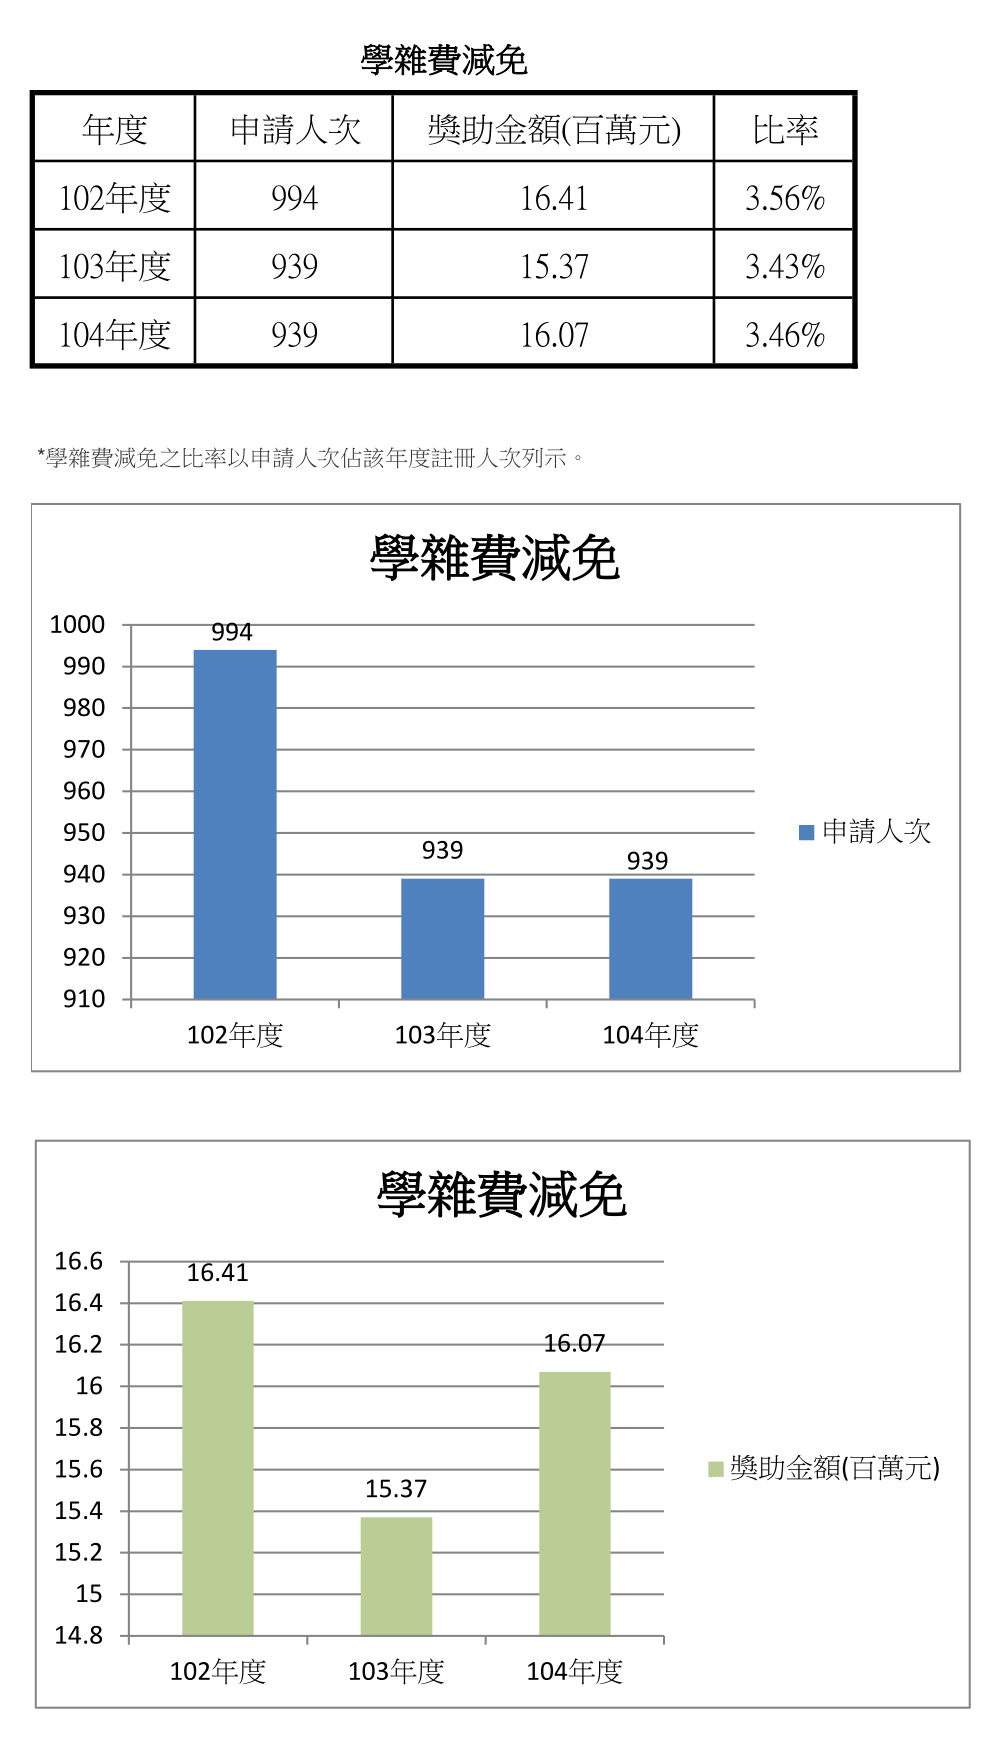 學雜費減免
年度 申請人次 獎助金額(百萬元) 比率
102年度 994 16.41 3.56%
103年度 939 15.37 3.43%
104年度 939 16.07 3.46%
*學雜費減免之比率以申請人次佔該年度註冊人次列示。
學雜費減免
1000
994
990
980
970
960
950
939
939
940
930
920
910
申請人次
102年度 103年度 104年度
學雜費減免
16.6
16.41
16.4
16.2
16.07
16
15.8
15.6
15.37
15.4
15.2
15
14.8
獎助金額(百萬元)
102年度 103年度 104年度